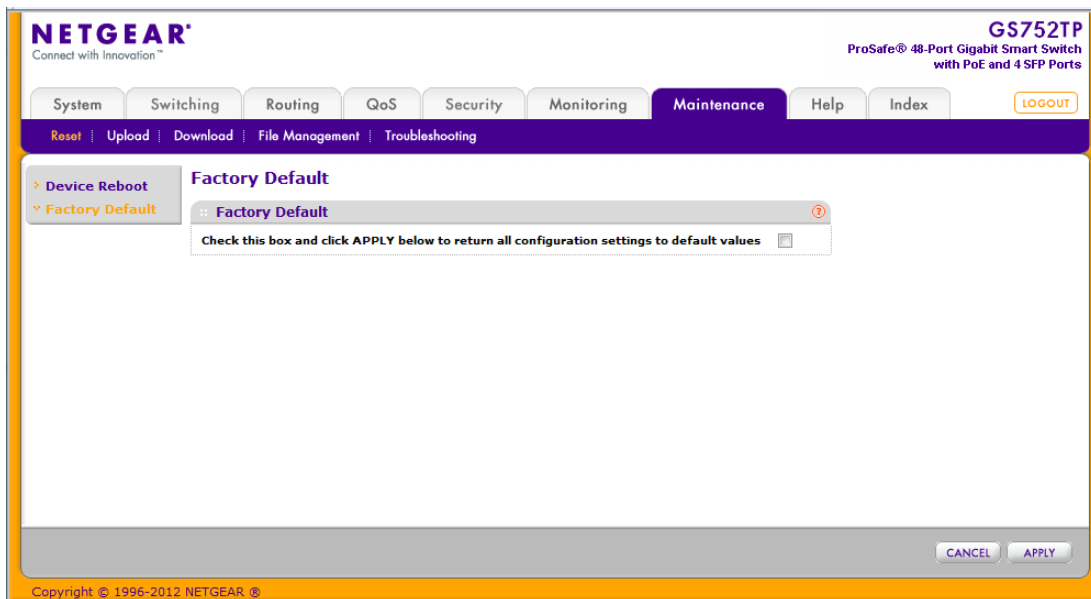 NETGEAR®
Connect with Innovation™
GS752TP
ProSafe® 48-Port Gigabit Smart Switch
with PoE and 4 SFP Ports
System
Switching
Routing
QoS
Security
Monitoring
Maintenance
Help
Index
LOGOUT
Reset | Upload | Download | File Management | Troubleshooting
Device Reboot
Factory Default
Factory Default
Factory Default
?
Check this box and click APPLY below to return all configuration settings to default values
CANCEL
APPLY
Copyright © 1996-2012 NETGEAR ®